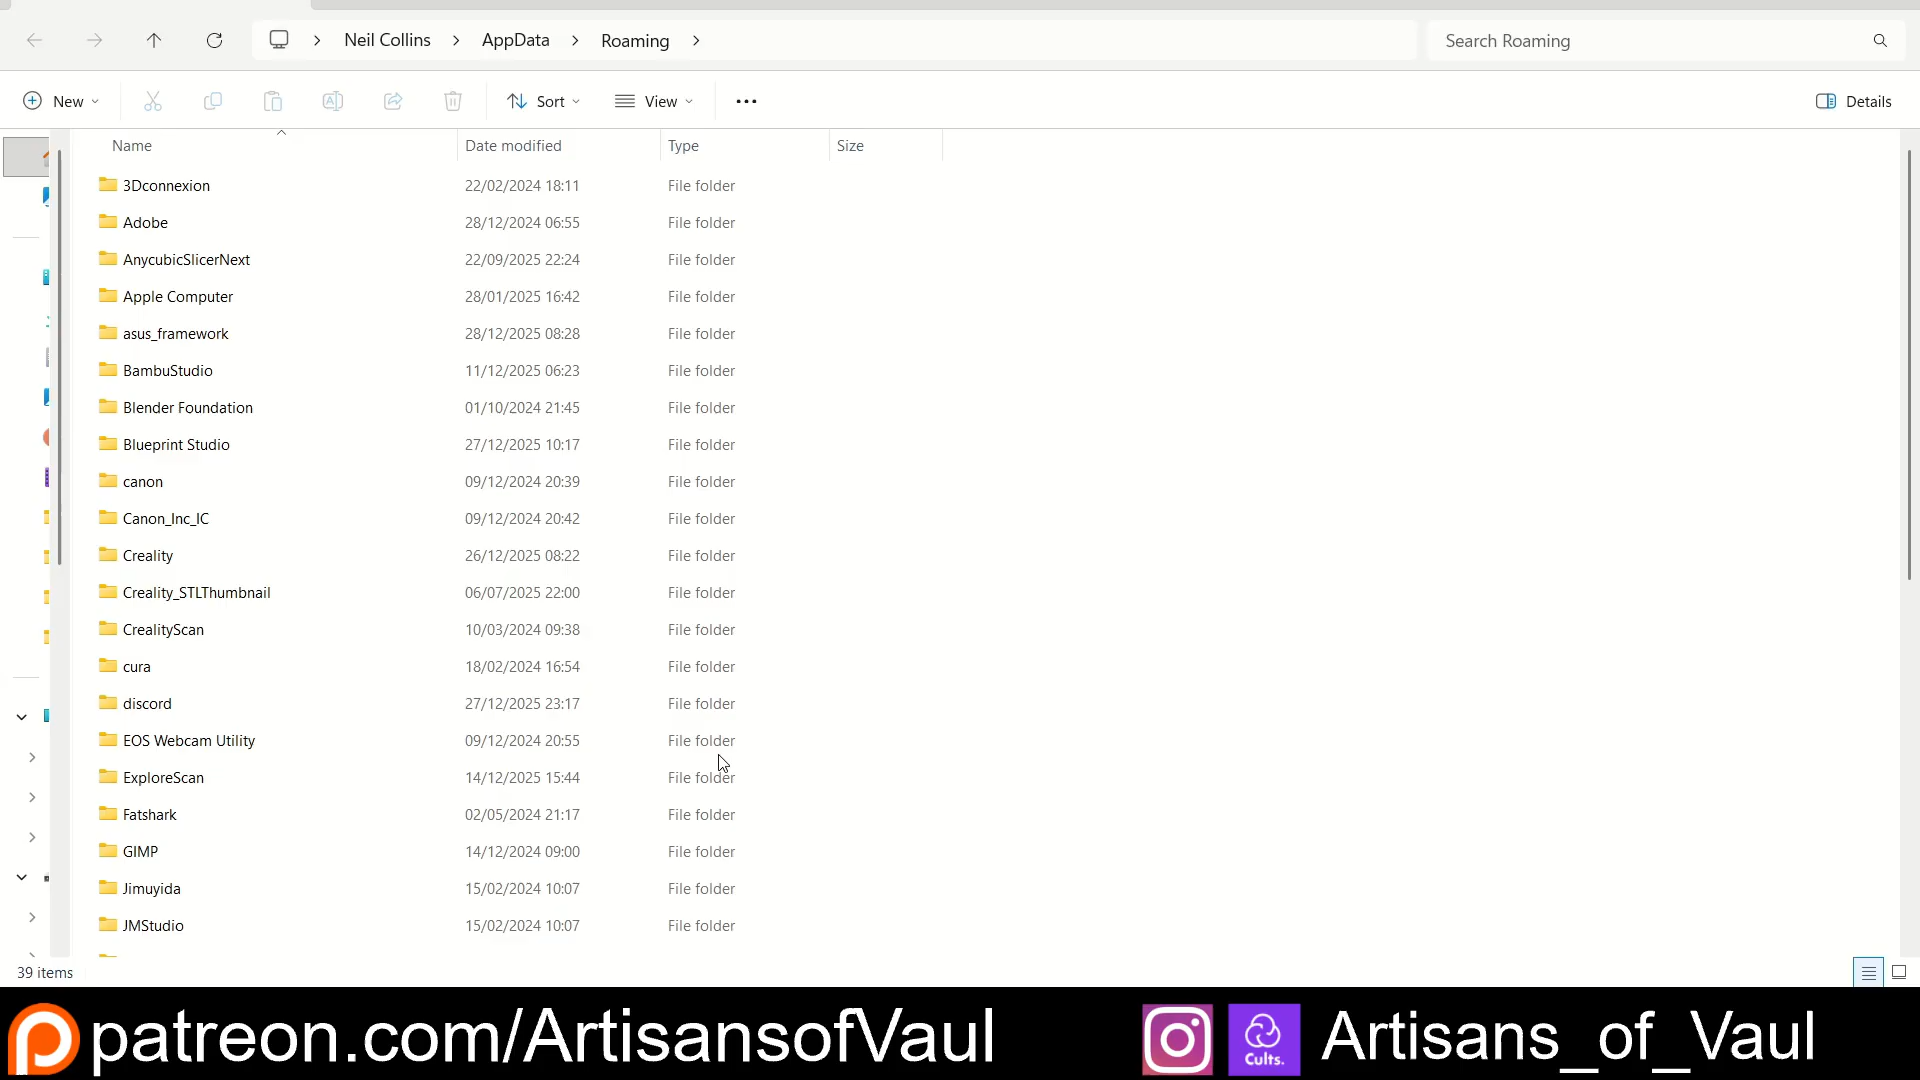 Neil Collins > AppData > Roaming >
Search Roaming
New
Sort
View
Details
Name Date modified Type Size
3Dconnexion 22/02/2024 18:11 File folder
Adobe 28/12/2024 06:55 File folder
AnycubicSlicerNext 22/09/2025 22:24 File folder
Apple Computer 28/01/2025 16:42 File folder
asus_framework 28/12/2025 08:28 File folder
BambuStudio 11/12/2025 06:23 File folder
Blender Foundation 01/10/2024 21:45 File folder
Blueprint Studio 27/12/2025 10:17 File folder
canon 09/12/2024 20:39 File folder
Canon_Inc_IC 09/12/2024 20:42 File folder
Creality 26/12/2025 08:22 File folder
Creality_STLThumbnail 06/07/2025 22:00 File folder
CrealityScan 10/03/2024 09:38 File folder
cura 18/02/2024 16:54 File folder
discord 27/12/2025 23:17 File folder
EOS Webcam Utility 09/12/2024 20:55 File folder
ExploreScan 14/12/2025 15:44 File folder
Fatshark 02/05/2024 21:17 File folder
GIMP 14/12/2024 09:00 File folder
Jimuyida 15/02/2024 10:07 File folder
JMStudio 15/02/2024 10:07 File folder
39 items
patreon.com/ArtisansofVaul
Cults.
Artisans_of_Vaul